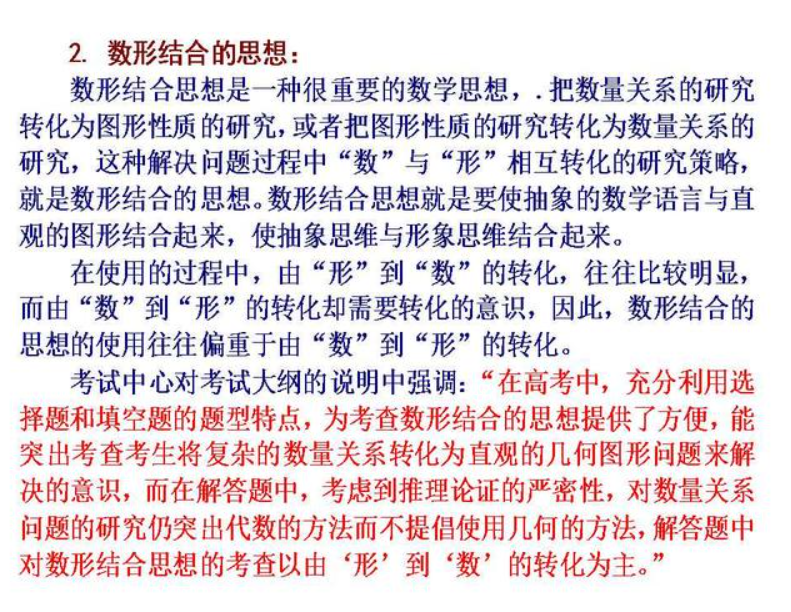 2. 数形结合的思想：
数形结合思想是一种很重要的数学思想，.把数量关系的研究
转化为图形性质的研究，或者把图形性质的研究转化为数量关系的
研究，这种解决问题过程中“数”与“形”相互转化的研究策略，
就是数形结合的思想。数形结合思想就是要使抽象的数学语言与直
观的图形结合起来，使抽象思维与形象思维结合起来。
在使用的过程中，由“形”到“数”的转化，往往比较明显，
而由“数”到“形”的转化却需要转化的意识，因此，数形结合的
思想的使用往往偏重于由“数”到“形”的转化。
考试中心对考试大纲的说明中强调：“在高考中，充分利用选
择题和填空题的题型特点，为考查数形结合的思想提供了方便，能
突出考查考生将复杂的数量关系转化为直观的几何图形问题来解
决的意识，而在解答题中，考虑到推理论证的严密性，对数量关系
问题的研究仍突出代数的方法而不提倡使用几何的方法，解答题中
对数形结合思想的考查以由‘形’到‘数’的转化为主。”